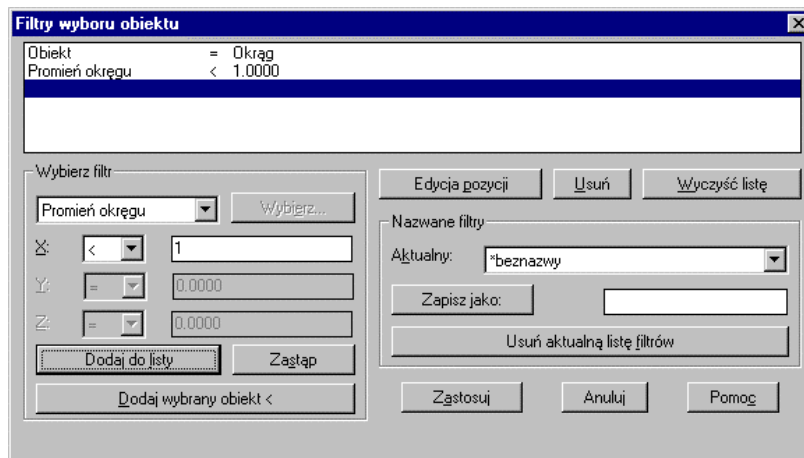 Filtry wyboru obiektu
Obiekt = Okrąg
Promień okręgu < 1.0000
Wybierz filtr
Promień okręgu Wybierz...
X: < 1
Y: = 0.0000
Z: = 0.0000
Dodaj do listy Zastąp
Dodaj wybrany obiekt <
Edycja pozycji Usuń Wyczyść listę
Nazwane filtry
Aktualny: *beznazwy
Zapisz jako:
Usuń aktualną listę filtrów
Zastosuj Anuluj Pomoc